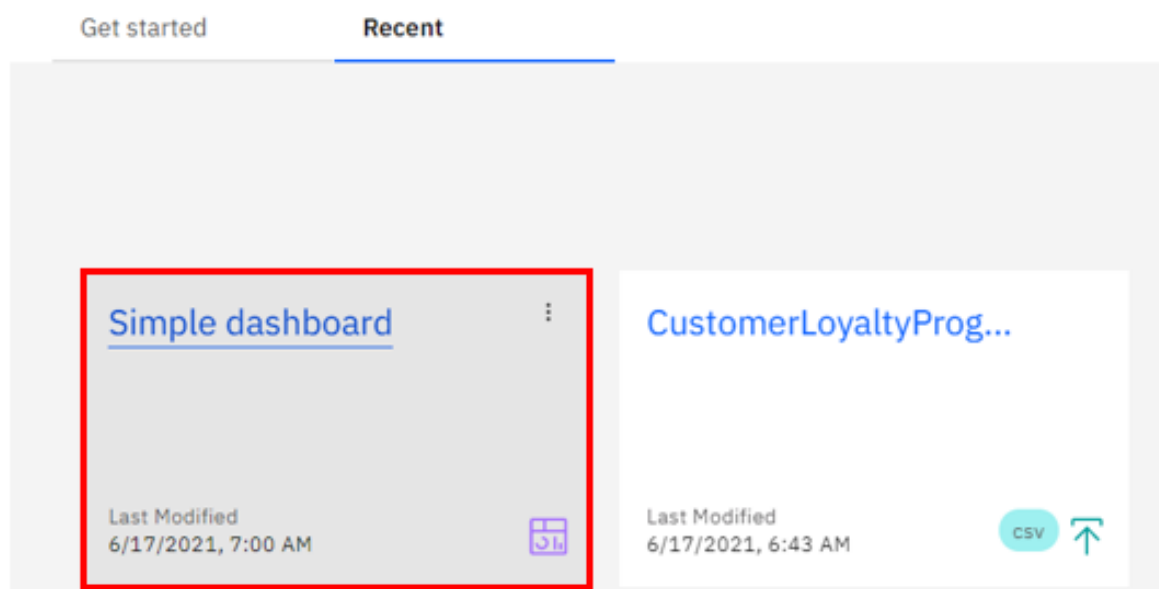 Get started
Recent
Simple dashboard
Last Modified
6/17/2021, 7:00 AM
CustomerLoyaltyProg...
Last Modified
6/17/2021, 6:43 AM
csv